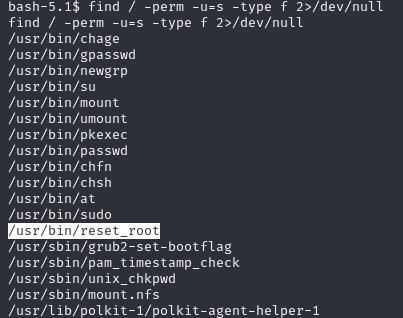 bash-5.1$ find / -perm -u=s -type f 2>/dev/null
find / -perm -u=s -type f 2>/dev/null
/usr/bin/chage
/usr/bin/gpasswd
/usr/bin/newgrp
/usr/bin/su
/usr/bin/mount
/usr/bin/umount
/usr/bin/pkexec
/usr/bin/passwd
/usr/bin/chfn
/usr/bin/chsh
/usr/bin/at
/usr/bin/sudo
/usr/bin/reset_root
/usr/sbin/grub2-set-bootflag
/usr/sbin/pam_timestamp_check
/usr/sbin/unix_chkpwd
/usr/sbin/mount.nfs
/usr/lib/polkit-1/polkit-agent-helper-1